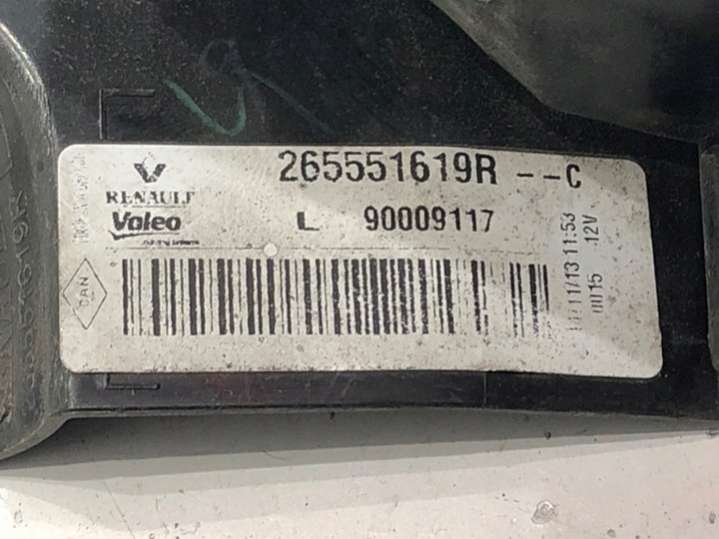 265551619R --C
RENAULT
Valeo
L 90009117
11/13 11:53
0015 12V